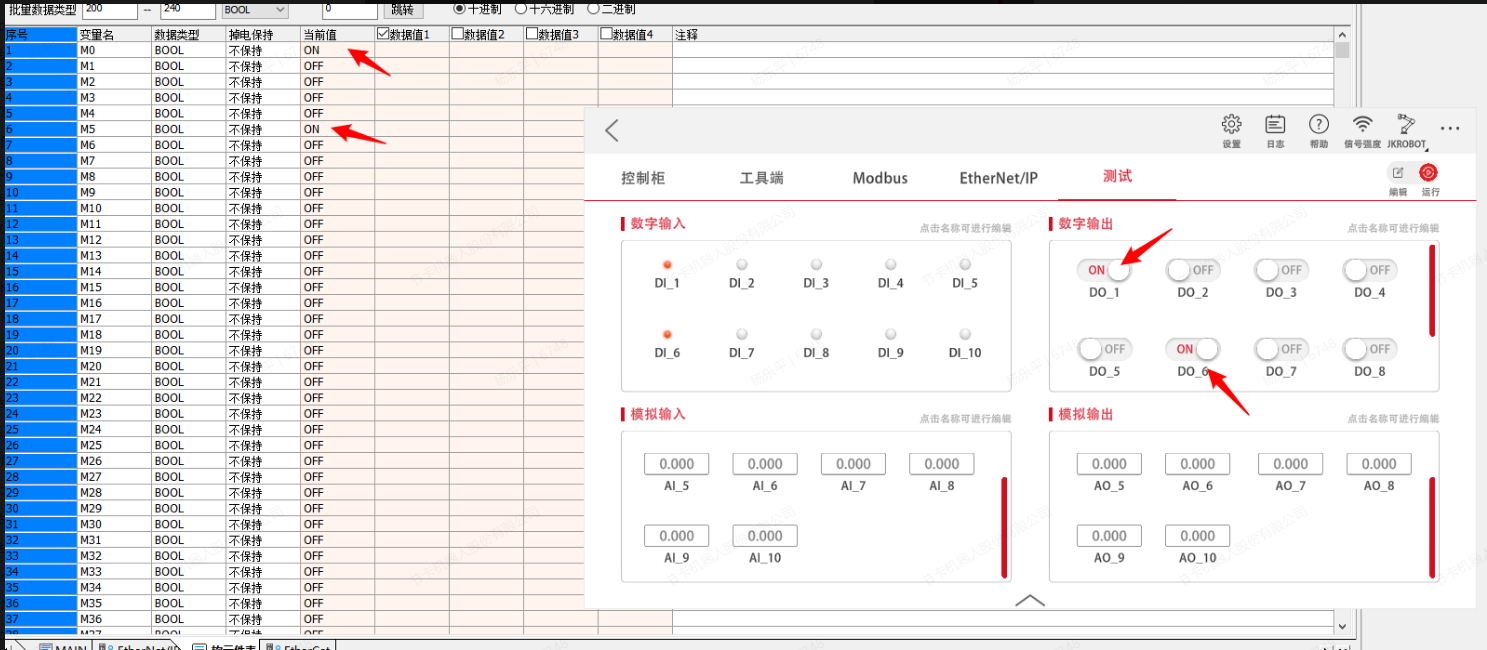 批量数据类型 200 -- 240 BOOL 0 跳转 十进制 十六进制 二进制
序号 变量名 数据类型 掉电保持 当前值 数据值1 数据值2 数据值3 数据值4 注释
1 M0 BOOL 不保持 ON
2 M1 BOOL 不保持 OFF
3 M2 BOOL 不保持 OFF
4 M3 BOOL 不保持 OFF
5 M4 BOOL 不保持 OFF
6 M5 BOOL 不保持 ON
7 M6 BOOL 不保持 OFF
8 M7 BOOL 不保持 OFF
9 M8 BOOL 不保持 OFF
10 M9 BOOL 不保持 OFF
11 M10 BOOL 不保持 OFF
12 M11 BOOL 不保持 OFF
13 M12 BOOL 不保持 OFF
14 M13 BOOL 不保持 OFF
15 M14 BOOL 不保持 OFF
16 M15 BOOL 不保持 OFF
17 M16 BOOL 不保持 OFF
18 M17 BOOL 不保持 OFF
19 M18 BOOL 不保持 OFF
20 M19 BOOL 不保持 OFF
21 M20 BOOL 不保持 OFF
22 M21 BOOL 不保持 OFF
23 M22 BOOL 不保持 OFF
24 M23 BOOL 不保持 OFF
25 M24 BOOL 不保持 OFF
26 M25 BOOL 不保持 OFF
27 M26 BOOL 不保持 OFF
28 M27 BOOL 不保持 OFF
29 M28 BOOL 不保持 OFF
30 M29 BOOL 不保持 OFF
31 M30 BOOL 不保持 OFF
32 M31 BOOL 不保持 OFF
33 M32 BOOL 不保持 OFF
34 M33 BOOL 不保持 OFF
35 M34 BOOL 不保持 OFF
36 M35 BOOL 不保持 OFF
37 M36 BOOL 不保持 OFF
38 M37 BOOL 不保持 OFF
MAIN EtherNet/IP 软元件表 EtherCat
设置 日志 帮助 信号强度 JKROBOT
控制柜 工具端 Modbus EtherNet/IP 测试
编辑 运行
数字输入 点击名称可进行编辑
DI_1 DI_2 DI_3 DI_4 DI_5
DI_6 DI_7 DI_8 DI_9 DI_10
数字输出 点击名称可进行编辑
ON OFF OFF OFF
DO_1 DO_2 DO_3 DO_4
OFF ON OFF OFF
DO_5 DO_6 DO_7 DO_8
模拟输入 点击名称可进行编辑
0.000 0.000 0.000 0.000
AI_5 AI_6 AI_7 AI_8
0.000 0.000
AI_9 AI_10
模拟输出 点击名称可进行编辑
0.000 0.000 0.000 0.000
AO_5 AO_6 AO_7 AO_8
0.000 0.000
AO_9 AO_10